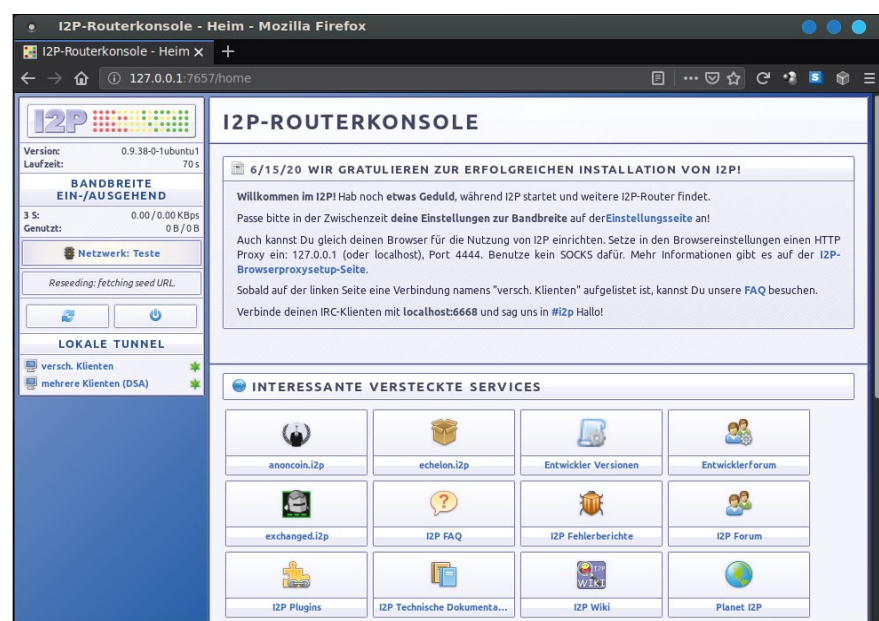 I2P-Routerkonsole - Heim - Mozilla Firefox
I2P-Routerkonsole - Heim
127.0.0.1:7657/home
I2P
Version: 0.9.38-0-1ubuntu1
Laufzeit: 70 s
BANDBREITE
EIN-/AUSGEHEND
3 S: 0.00 / 0.00 KBps
Genutzt: 0 B / 0 B
Netzwerk: Teste
Reseeding: fetching seed URL.
LOKALE TUNNEL
versch. Klienten
mehrere Klienten (DSA)
I2P-ROUTERKONSOLE
6/15/20 WIR GRATULIEREN ZUR ERFOLGREICHEN INSTALLATION VON I2P!
Willkommen im I2P! Hab noch etwas Geduld, während I2P startet und weitere I2P-Router findet.
Passe bitte in der Zwischenzeit deine Einstellungen zur Bandbreite auf derEinstellungsseite an!
Auch kannst Du gleich deinen Browser für die Nutzung von I2P einrichten. Setze in den Browsereinstellungen einen HTTP
Proxy ein: 127.0.0.1 (oder localhost), Port 4444. Benutze kein SOCKS dafür. Mehr Informationen gibt es auf der I2P-
Browserproxysetup-Seite.
Sobald auf der linken Seite eine Verbindung namens "versch. Klienten" aufgelistet ist, kannst Du unsere FAQ besuchen.
Verbinde deinen IRC-Klienten mit localhost:6668 und sag uns in #i2p Hallo!
INTERESSANTE VERSTECKTE SERVICES
anoncoin.i2p
echelon.i2p
Entwickler Versionen
Entwicklerforum
exchanged.i2p
I2P FAQ
I2P Fehlerberichte
I2P Forum
I2P Plugins
I2P Technische Dokumenta...
I2P WIKI
I2P Wiki
Planet I2P